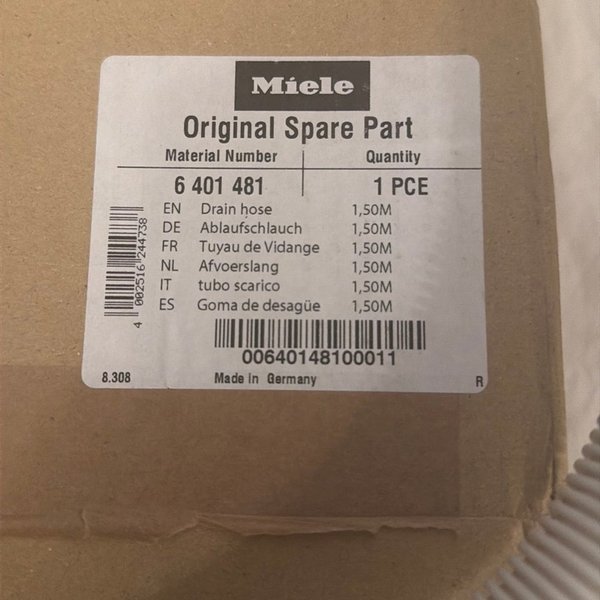 Miele
Original Spare Part
Material Number Quantity
6 401 481 1 PCE
EN Drain hose 1,50M
DE Ablaufschlauch 1,50M
FR Tuyau de Vidange 1,50M
NL Afvoerslang 1,50M
IT tubo scarico 1,50M
ES Goma de desagüe 1,50M
4 002516 244738
00640148100011
8.308 Made in Germany R